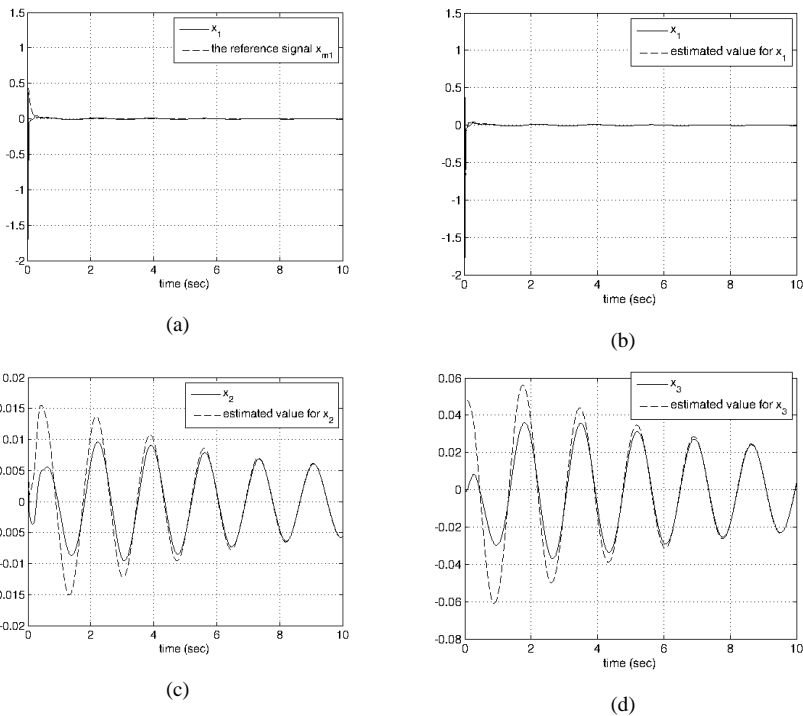 1.5
1
0.5
0
-0.5
-1
-1.5
-2
0 2 4 6 8 10
time (sec)
x1
the reference signal xm1
(a)
1.5
1
0.5
0
-0.5
-1
-1.5
-2
0 2 4 6 8 10
time (sec)
x1
estimated value for x1
(b)
0.02
0.015
0.01
0.005
0
-0.005
0.01
0.015
-0.02
0 2 4 6 8 10
time (sec)
x2
estimated value for x2
(c)
0.06
0.04
0.02
0
-0.02
-0.04
-0.06
-0.08
0 2 4 6 8 10
time (sec)
x3
estimated value for x3
(d)